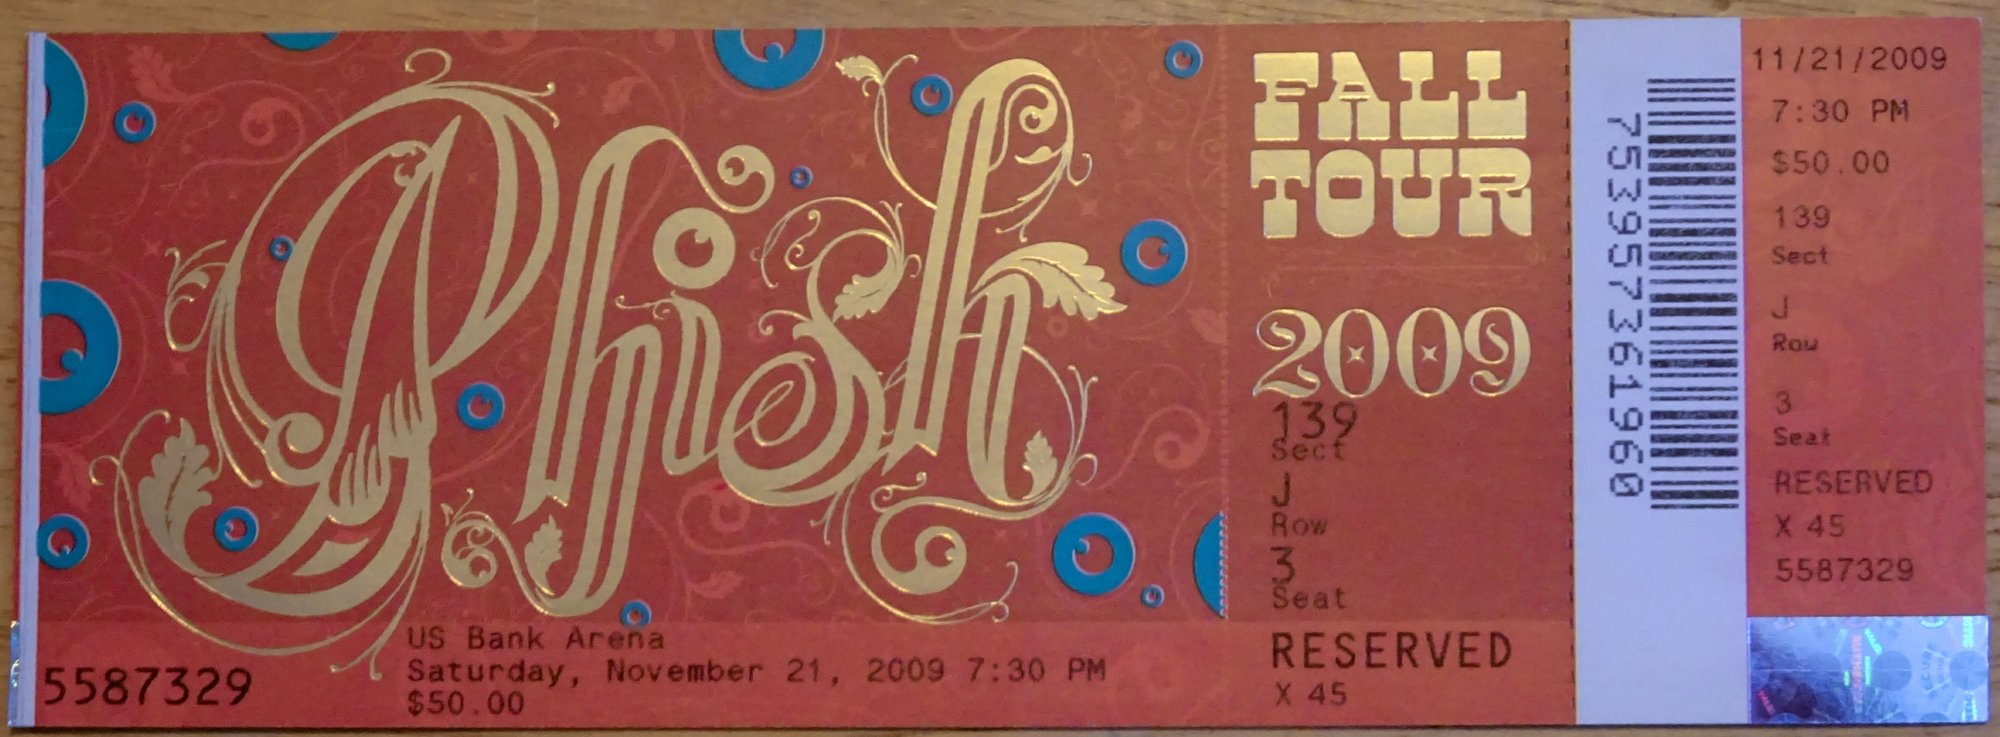 Phish
5587329
US Bank Arena
Saturday, November 21, 2009 7:30 PM
$50.00
FALL
TOUR
2009
139
Sect
J
Row
3
Seat
RESERVED
X 45
753957361960
11/21/2009
7:30 PM
$50.00
139
Sect
J
Row
3
Seat
RESERVED
X 45
5587329